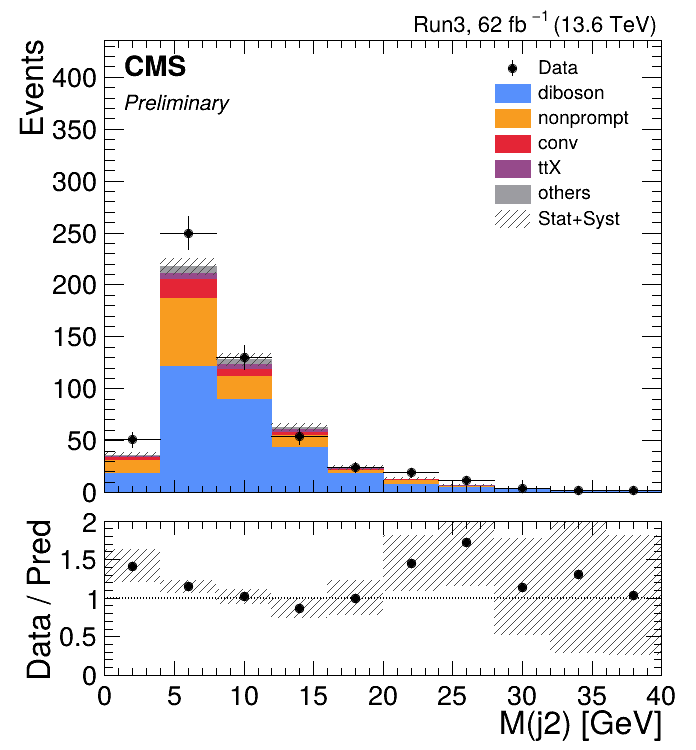 Run3, 62 fb⁻¹ (13.6 TeV)
CMS
Preliminary
Events
400
350
300
250
200
150
100
50
0
Data
diboson
nonprompt
conv
ttX
others
Stat+Syst
Data / Pred
2
1.5
1
0.5
0
0 5 10 15 20 25 30 35 40
M(j2) [GeV]